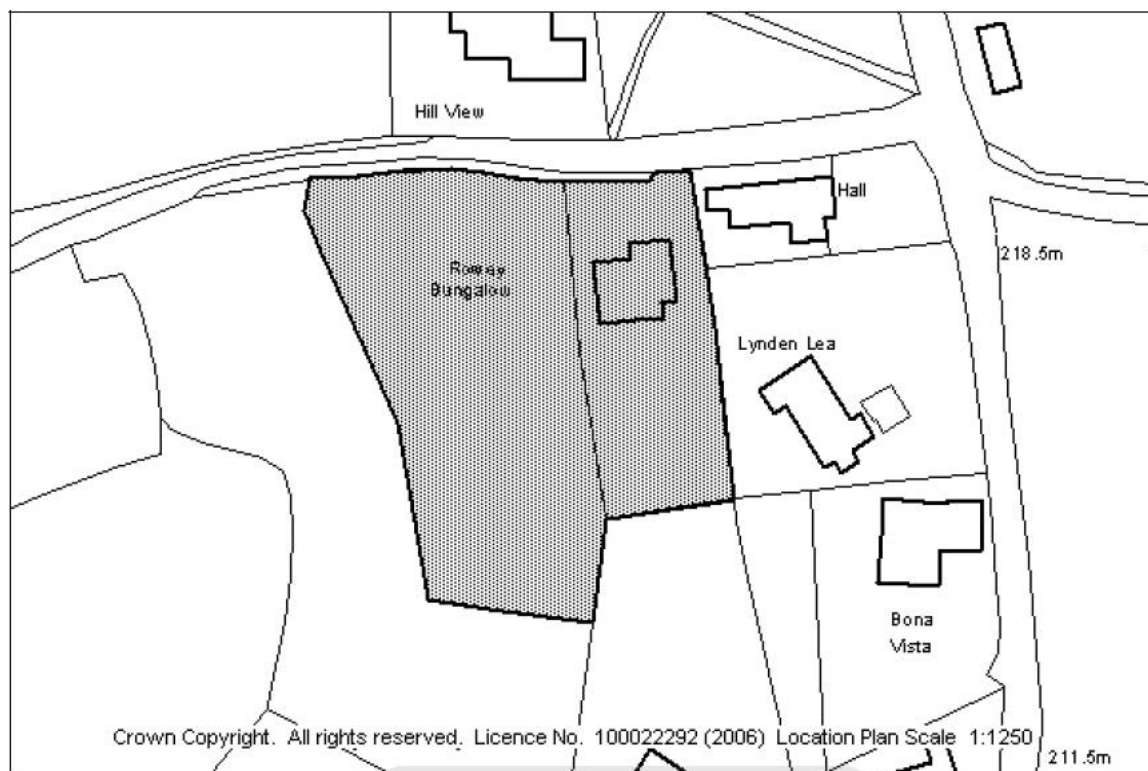 Hill View
Hall
218.5m
Bungalow
Lynden Lea
Bona
Vista
Crown Copyright. All rights reserved. Licence No. 100022292 (2006) Location Plan Scale 1:1250
211.5m